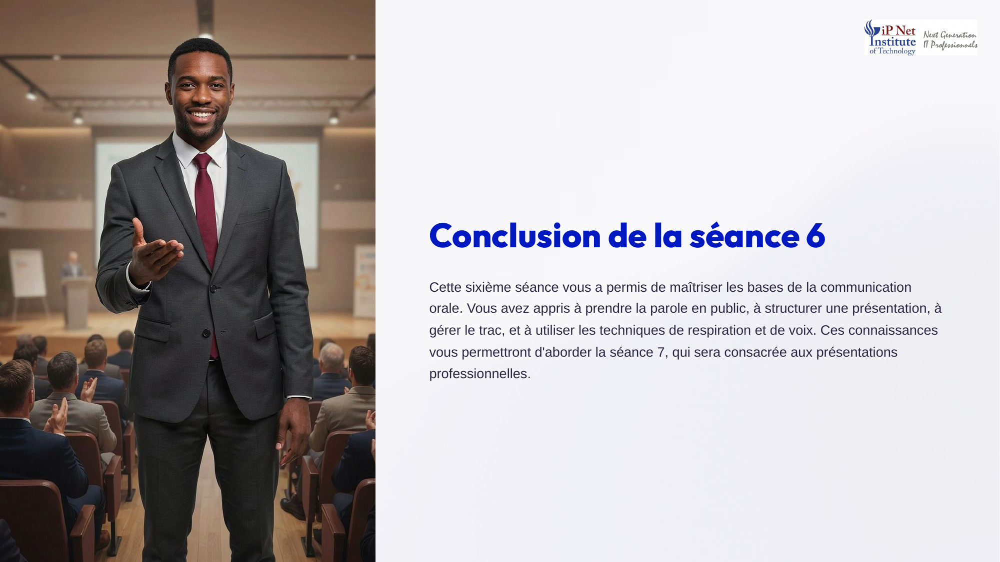 iP Net
Institute
of Technology
Next Generation
IT Professionnels
Conclusion de la séance 6
Cette sixième séance vous a permis de maîtriser les bases de la communication
orale. Vous avez appris à prendre la parole en public, à structurer une présentation, à
gérer le trac, et à utiliser les techniques de respiration et de voix. Ces connaissances
vous permettront d'aborder la séance 7, qui sera consacrée aux présentations
professionnelles.